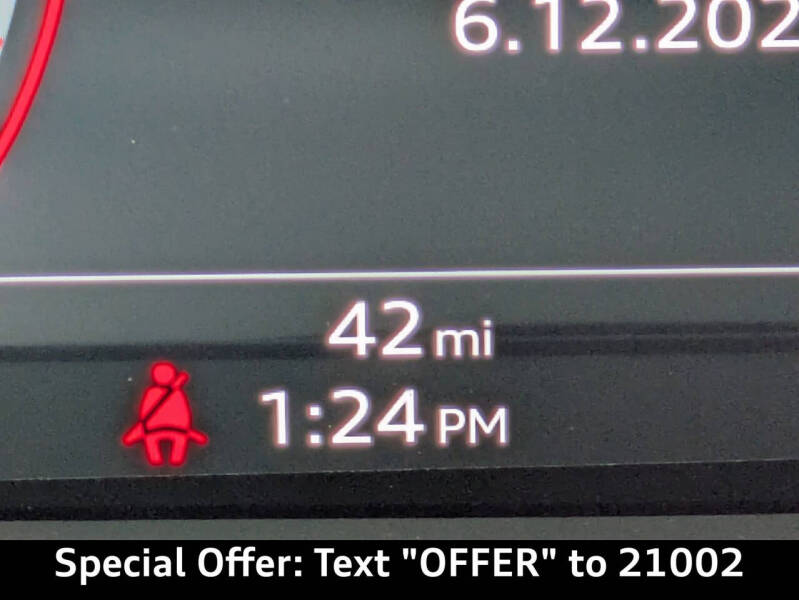 6.12.202
42 mi
1:24 PM
Special Offer: Text "OFFER" to 21002